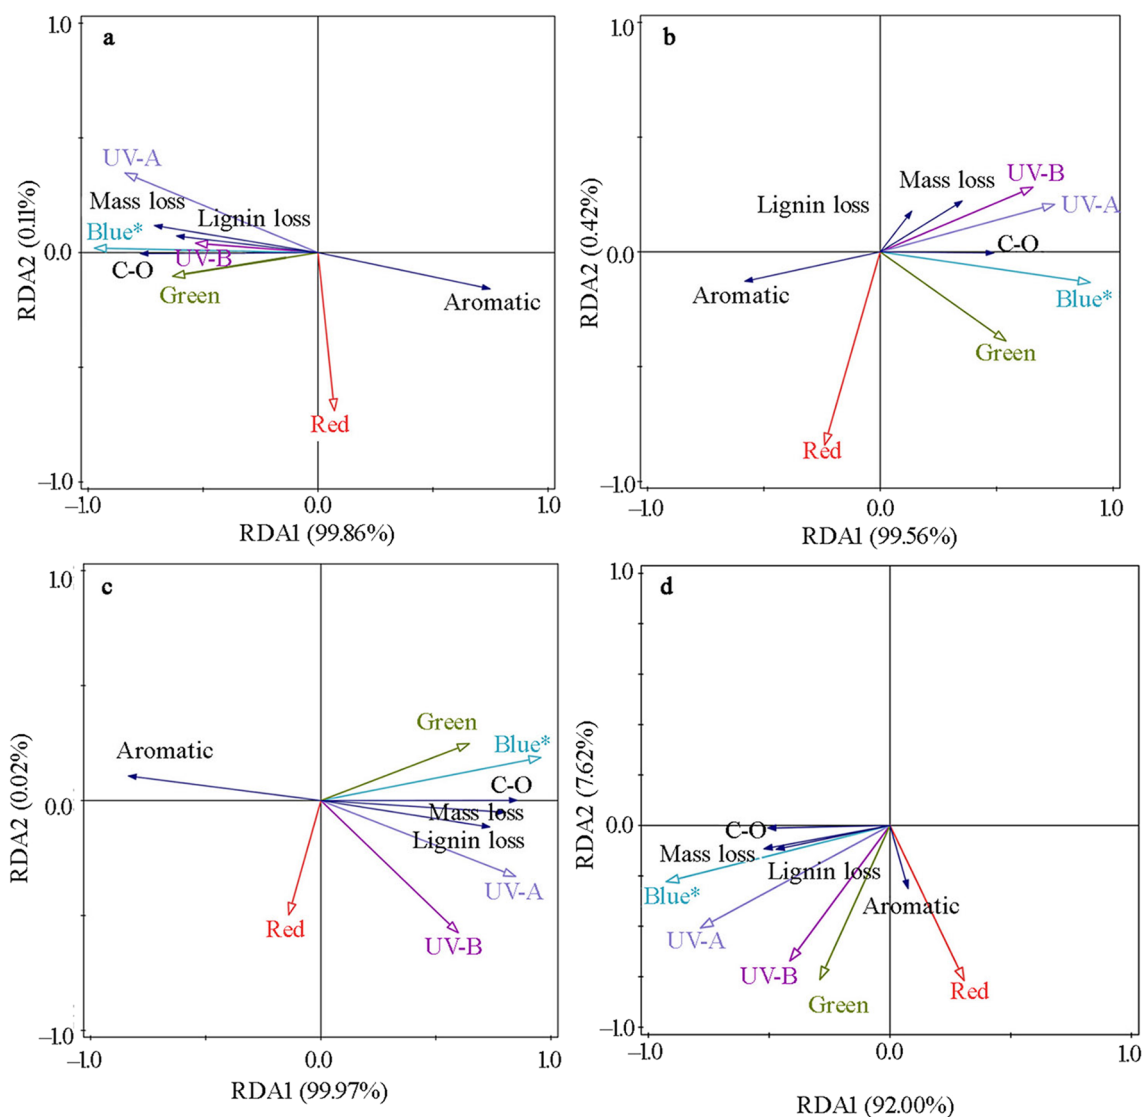 1.0
a
UV-A
Mass loss
Lignin loss
Blue*
0.0
UV-B
C-O
Green
Aromatic
Red
−1.0
−1.0
0.0
1.0
RDA1 (99.86%)
RDA2 (0.11%)
1.0
b
UV-B
Mass loss
Lignin loss
UV-A
C-O
0.0
Aromatic
Blue*
Green
Red
−1.0
−1.0
0.0
1.0
RDA1 (99.56%)
RDA2 (0.42%)
1.0
c
Green
Blue*
Aromatic
C-O
0.0
Mass loss
Lignin loss
UV-A
Red
UV-B
−1.0
−1.0
0.0
1.0
RDA1 (99.97%)
RDA2 (0.02%)
1.0
d
0.0
C-O
Mass loss
Lignin loss
Blue*
Aromatic
UV-A
UV-B
Red
Green
−1.0
−1.0
0.0
1.0
RDA1 (92.00%)
RDA2 (7.62%)